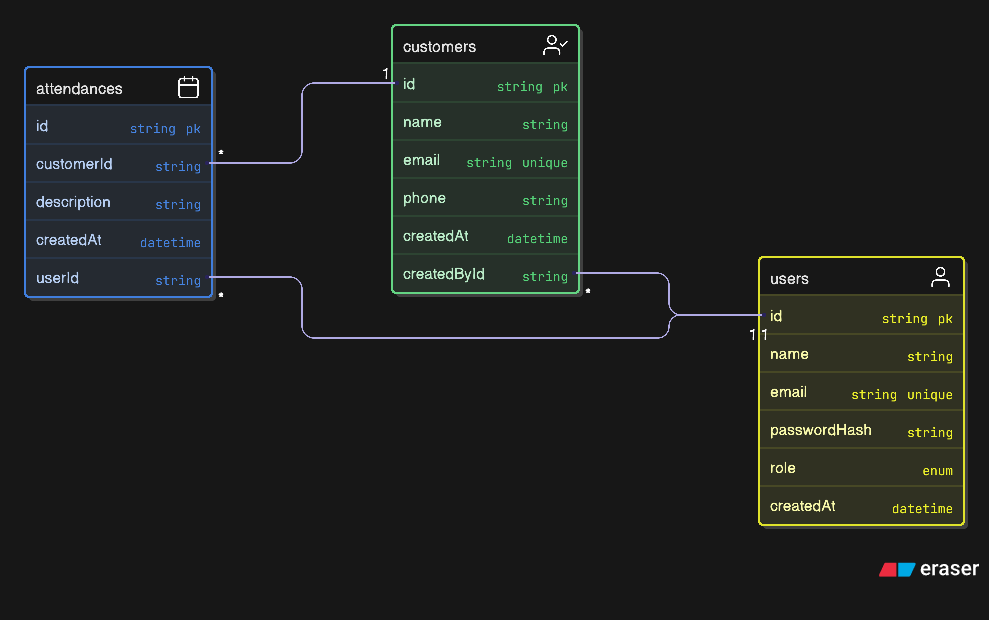 attendances
id string pk
customerId string *
description string
createdAt datetime
userId string
*
customers
1
id string pk
name string
email string unique
phone string
createdAt datetime
createdById string
*
users
id string pk
1 1
name string
email string unique
passwordHash string
role enum
createdAt datetime
eraser